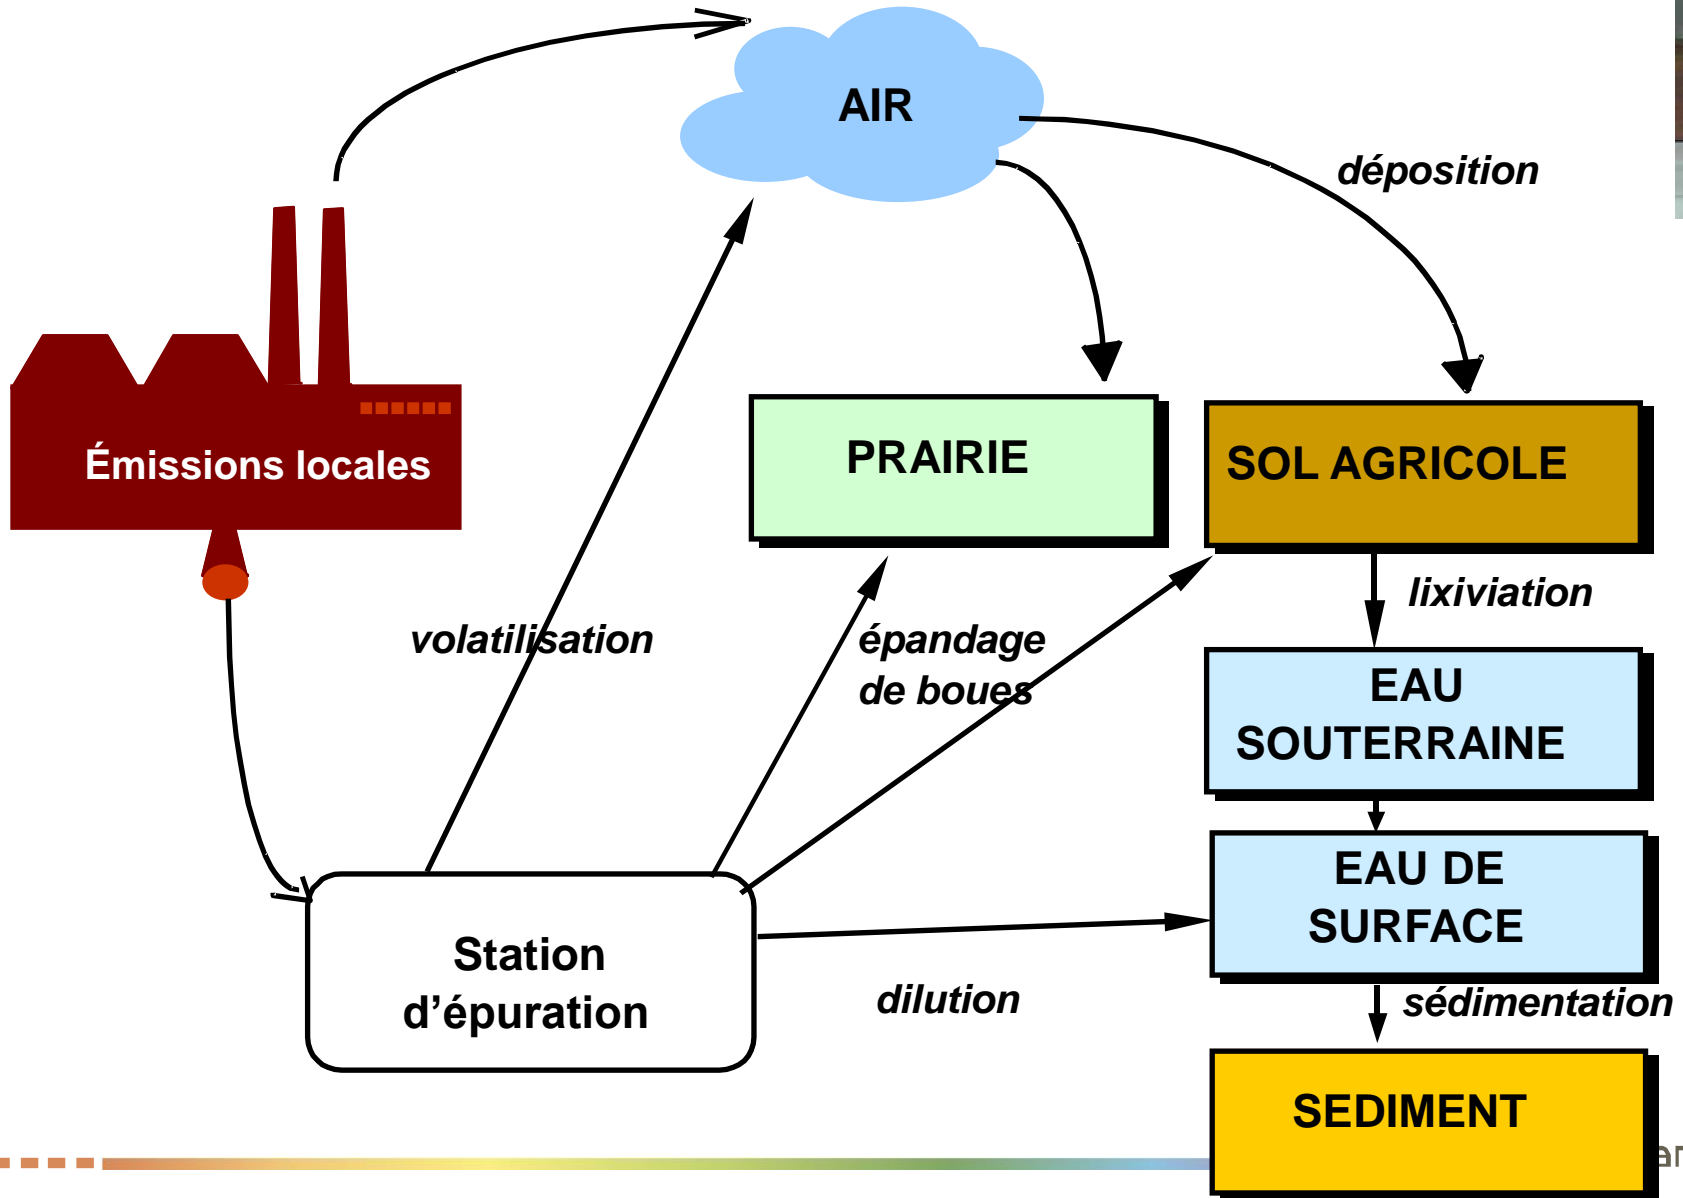 AIR
déposition
Émissions locales
PRAIRIE
SOL AGRICOLE
lixiviation
volatilisation
épandage
de boues
EAU
SOUTERRAINE
EAU DE
SURFACE
Station
d’épuration
dilution
sédimentation
SEDIMENT